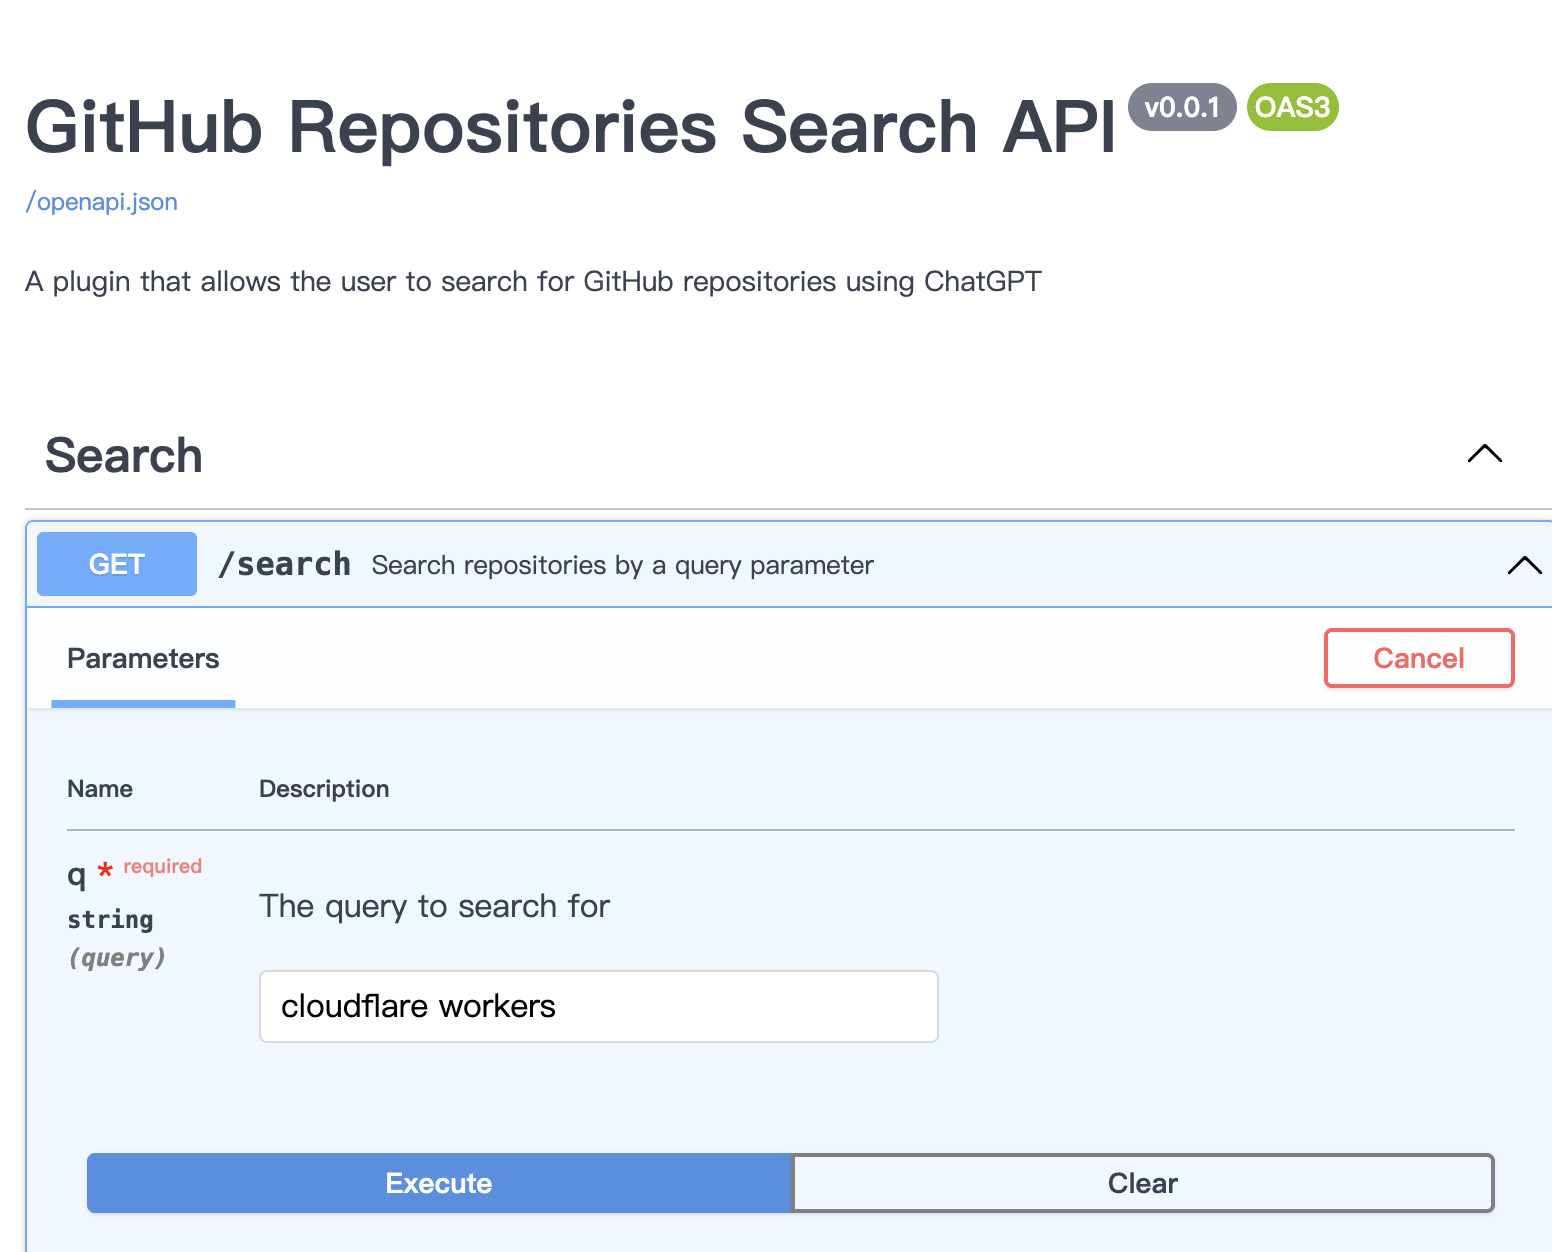 GitHub Repositories Search API v0.0.1 OAS3
/openapi.json
A plugin that allows the user to search for GitHub repositories using ChatGPT
Search
GET /search Search repositories by a query parameter
Parameters Cancel
Name Description
q * required
string
(query)
The query to search for
cloudflare workers
Execute Clear